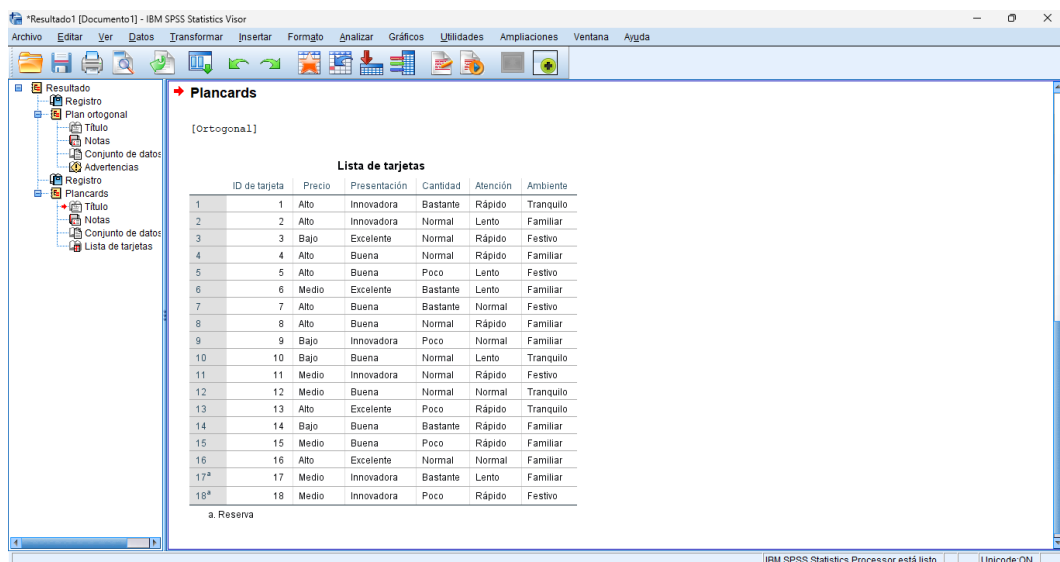 *Resultado1 [Documento1] - IBM SPSS Statistics Visor
Archivo Editar Ver Datos Transformar Insertar Formato Analizar Gráficos Utilidades Ampliaciones Ventana Ayuda
Resultado
Registro
Plan ortogonal
Título
Notas
Conjunto de datos
Advertencias
Registro
Plancards
Título
Notas
Conjunto de datos
Lista de tarjetas
Plancards
[Ortogonal]
Lista de tarjetas
ID de tarjeta Precio Presentación Cantidad Atención Ambiente
1 1 Alto Innovadora Bastante Rápido Tranquilo
2 2 Alto Innovadora Normal Lento Familiar
3 3 Bajo Excelente Normal Rápido Festivo
4 4 Alto Buena Normal Rápido Familiar
5 5 Alto Buena Poco Lento Festivo
6 6 Medio Excelente Bastante Lento Familiar
7 7 Alto Buena Bastante Normal Festivo
8 8 Alto Buena Normal Rápido Familiar
9 9 Bajo Innovadora Poco Normal Familiar
10 10 Bajo Buena Normal Lento Tranquilo
11 11 Medio Innovadora Normal Rápido Festivo
12 12 Medio Buena Normal Normal Tranquilo
13 13 Alto Excelente Poco Rápido Tranquilo
14 14 Bajo Buena Bastante Rápido Familiar
15 15 Medio Buena Poco Rápido Familiar
16 16 Alto Excelente Normal Normal Familiar
17a 17 Medio Innovadora Bastante Lento Familiar
18a 18 Medio Innovadora Poco Rápido Festivo
a. Reserva
IBM SPSS Statistics Processor está listo Unicode:ON